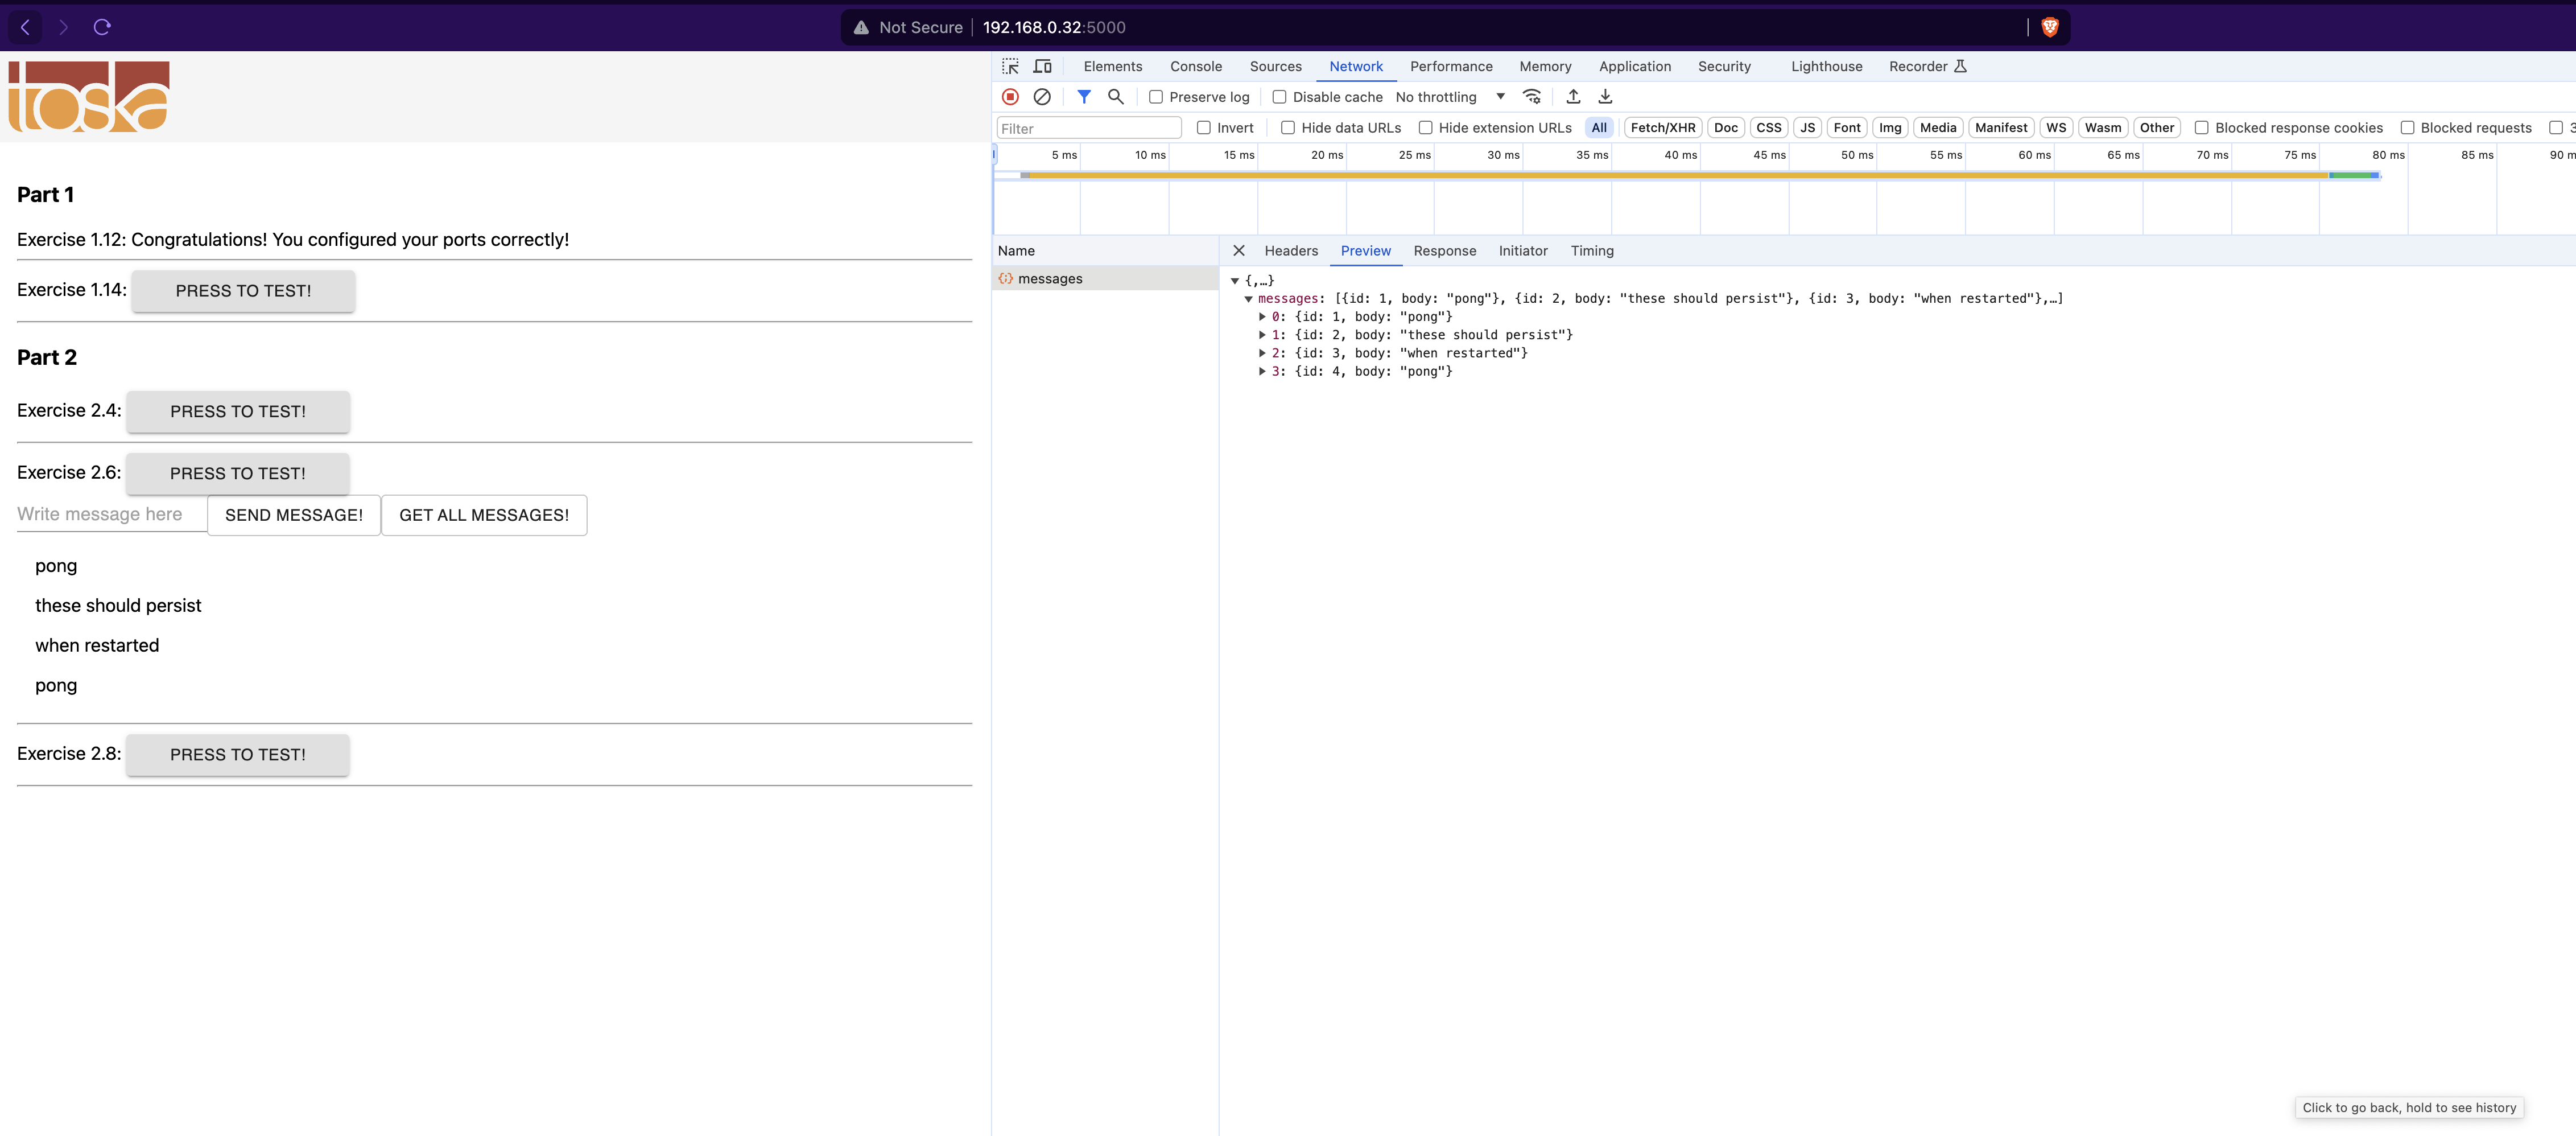 Not Secure 192.168.0.32:5000
toska
Part 1
Exercise 1.12: Congratulations! You configured your ports correctly!
Exercise 1.14: PRESS TO TEST!
Part 2
Exercise 2.4: PRESS TO TEST!
Exercise 2.6: PRESS TO TEST!
Write message here SEND MESSAGE! GET ALL MESSAGES!
pong
these should persist
when restarted
pong
Exercise 2.8: PRESS TO TEST!
Elements Console Sources Network Performance Memory Application Security Lighthouse Recorder
Preserve log Disable cache No throttling
Filter Invert Hide data URLs Hide extension URLs All Fetch/XHR Doc CSS JS Font Img Media Manifest WS Wasm Other Blocked response cookies Blocked requests 3
5 ms 10 ms 15 ms 20 ms 25 ms 30 ms 35 ms 40 ms 45 ms 50 ms 55 ms 60 ms 65 ms 70 ms 75 ms 80 ms 85 ms 90 m
Name Headers Preview Response Initiator Timing
messages
{,…}
messages: [{id: 1, body: "pong"}, {id: 2, body: "these should persist"}, {id: 3, body: "when restarted"},…]
0: {id: 1, body: "pong"}
1: {id: 2, body: "these should persist"}
2: {id: 3, body: "when restarted"}
3: {id: 4, body: "pong"}
Click to go back, hold to see history